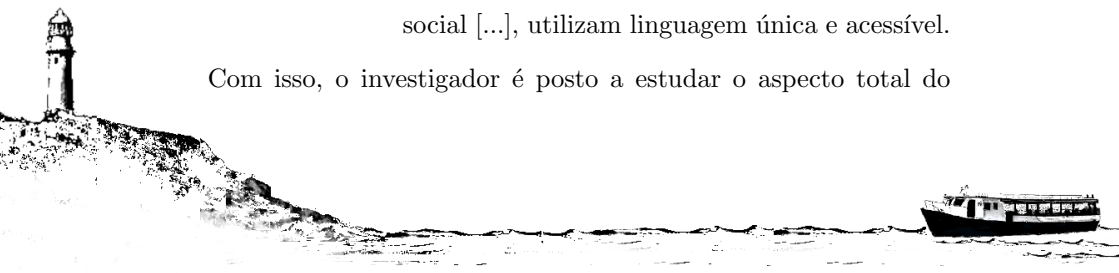 social [...], utilizam linguagem única e acessível.
Com isso, o investigador é posto a estudar o aspecto total do